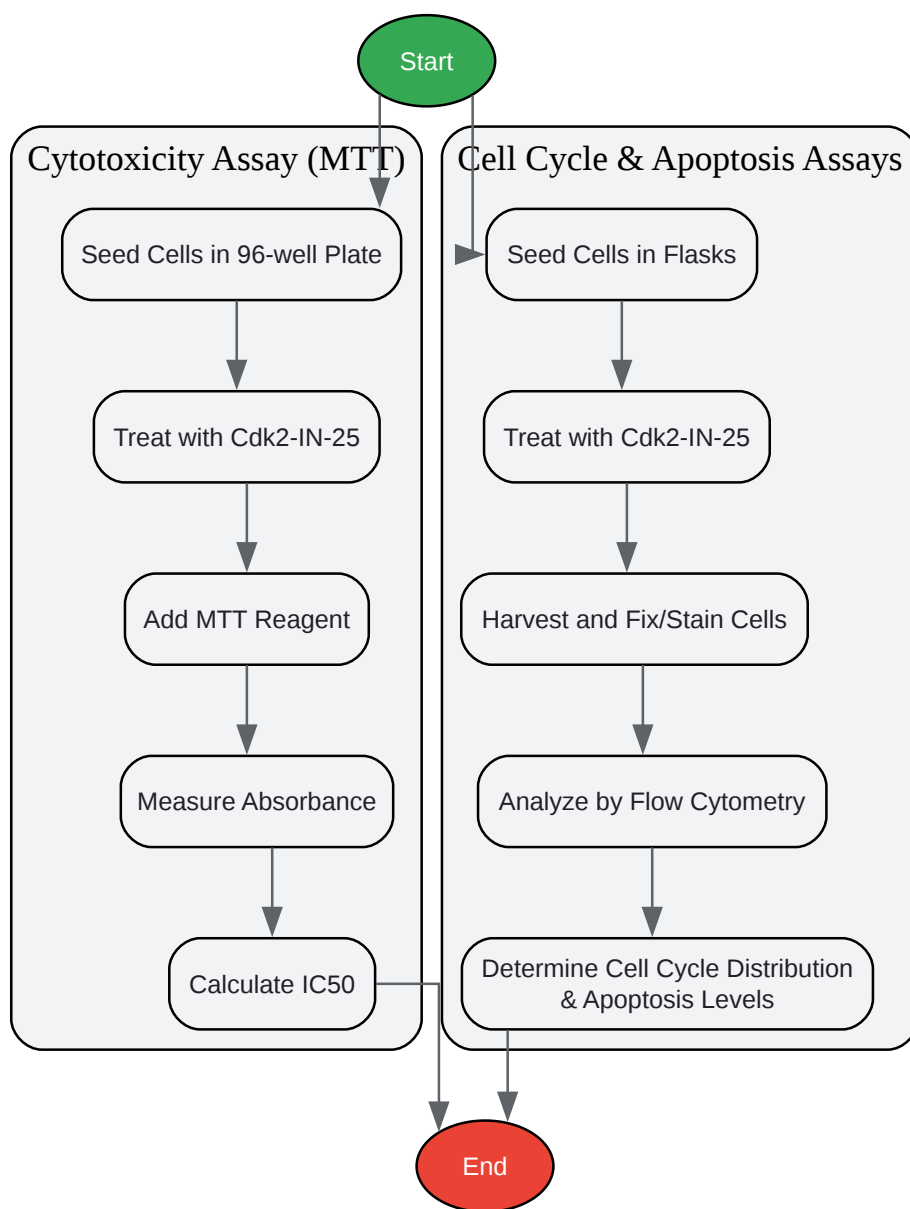 Start
Cytotoxicity Assay (MTT)
Seed Cells in 96-well Plate
Treat with Cdk2-IN-25
Add MTT Reagent
Measure Absorbance
Calculate IC50
Cell Cycle & Apoptosis Assays
Seed Cells in Flasks
Treat with Cdk2-IN-25
Harvest and Fix/Stain Cells
Analyze by Flow Cytometry
Determine Cell Cycle Distribution
& Apoptosis Levels
End